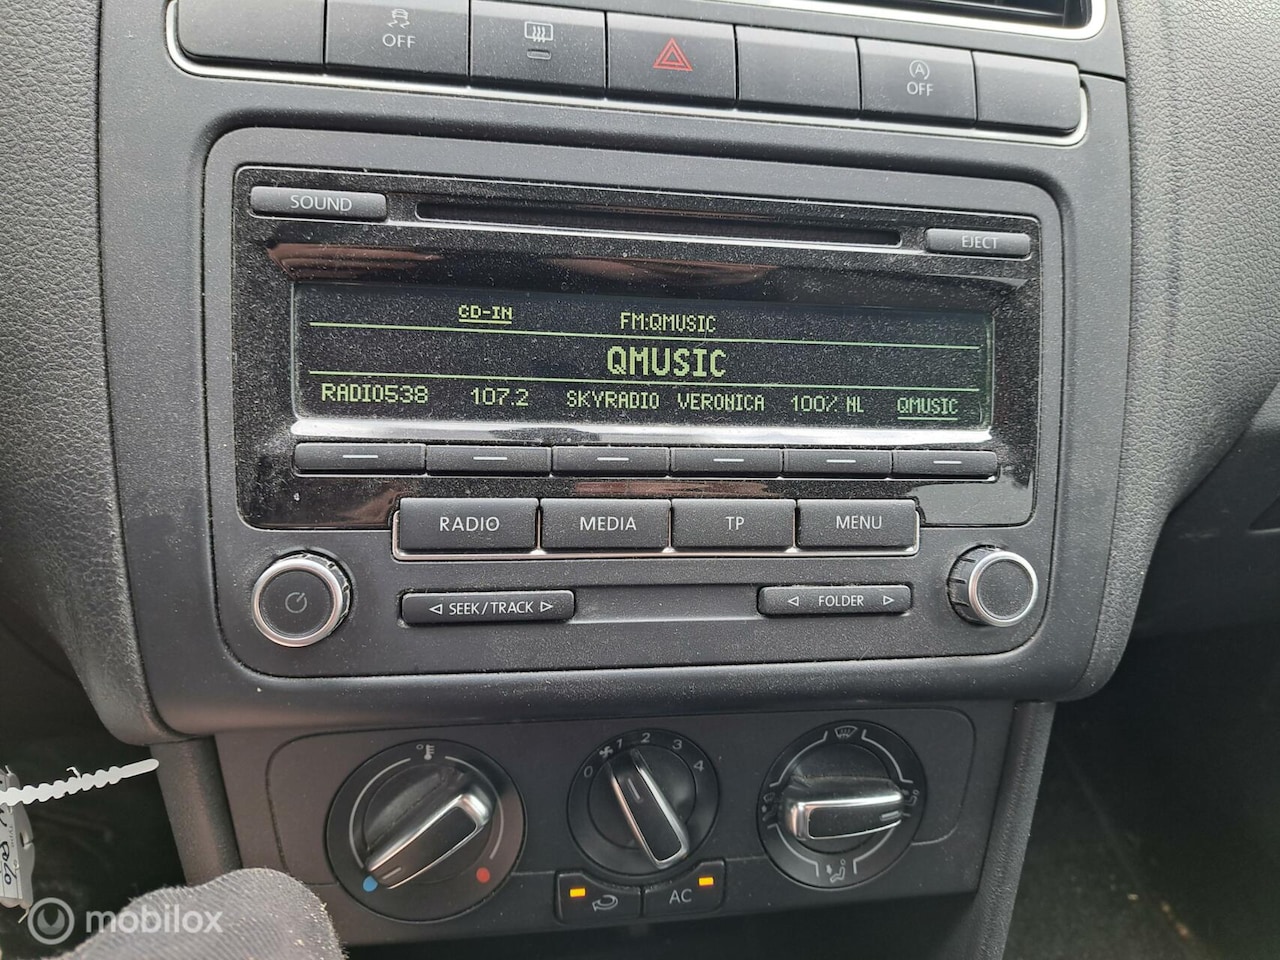 OFF
A
OFF
SOUND
EJECT
CD-IN
FM:QMUSIC
QMUSIC
RADIO538 107.2 SKYRADIO VERONICA 100% NL QMUSIC
RADIO MEDIA TP MENU
SEEK/TRACK
FOLDER
0 1 2 3 4
AC
mobilox